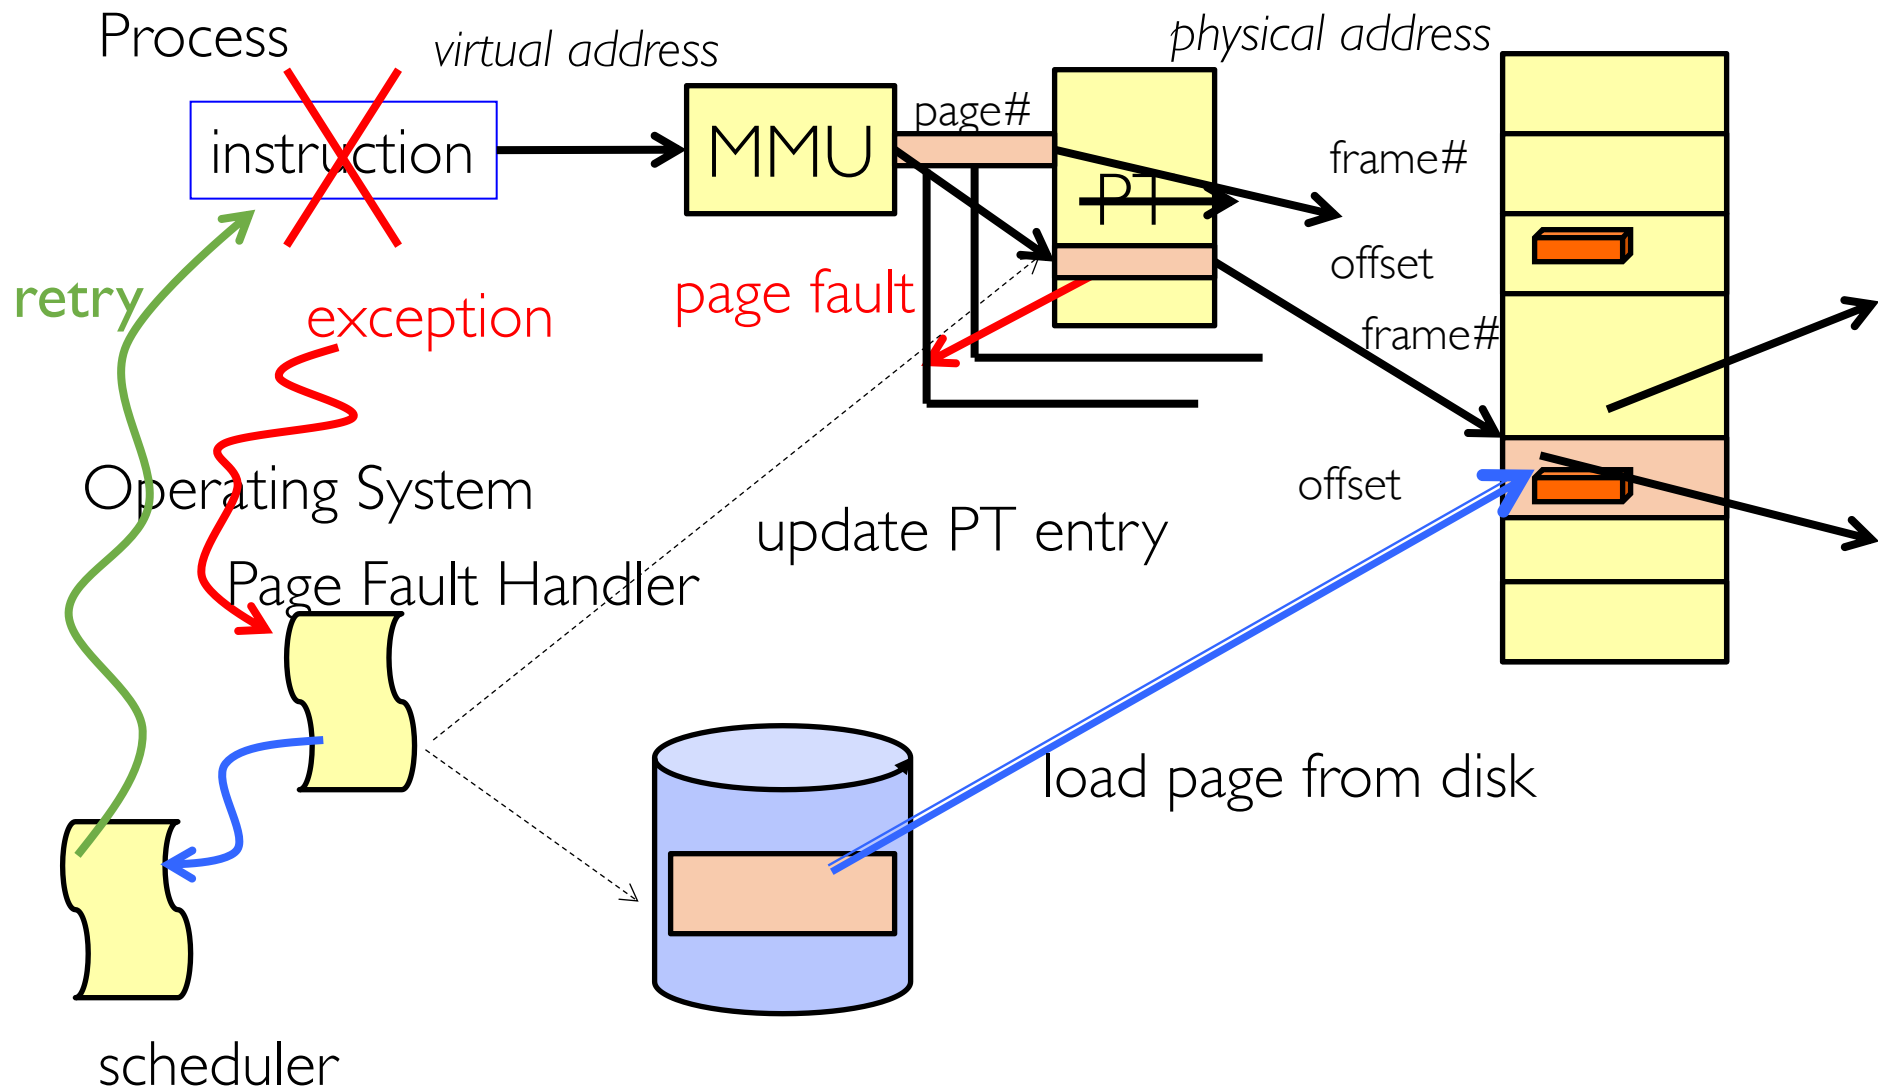 Process
virtual address
physical address
instruction
MMU
page#
PT
frame#
offset
retry
exception
page fault
frame#
Operating System
offset
update PT entry
Page Fault Handler
load page from disk
scheduler